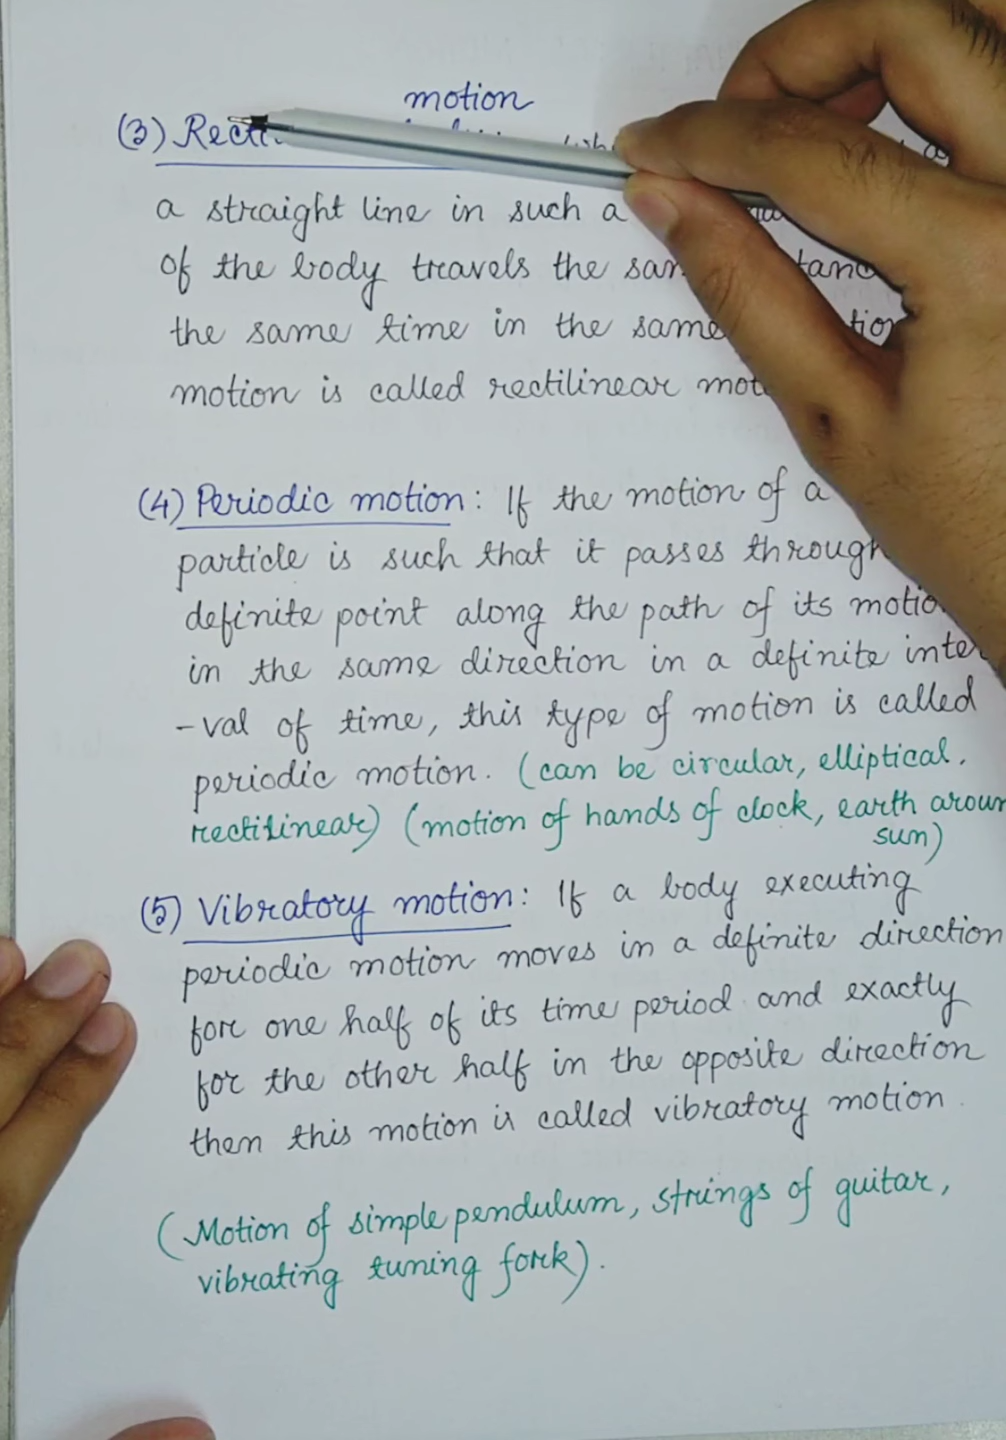 motion
(3) Recti
a straight line in such a
of the body travels the
the same time in the same
motion is called rectilinear
(4) Periodic motion: If the motion of a
particle is such that it passes through
definite point along the path of its
in the same direction in a definite inter
-val of time, this type of motion is called
periodic motion. (can be circular, elliptical,
rectilinear) (motion of hands of clock, earth
sun)
(5) Vibratory motion: If a body executing
periodic motion moves in a definite direction
for one half of its time period and exactly
for the other half in the opposite direction
then this motion is called vibratory motion.
(Motion of simple pendulum, strings of guitar,
vibrating tuning fork).